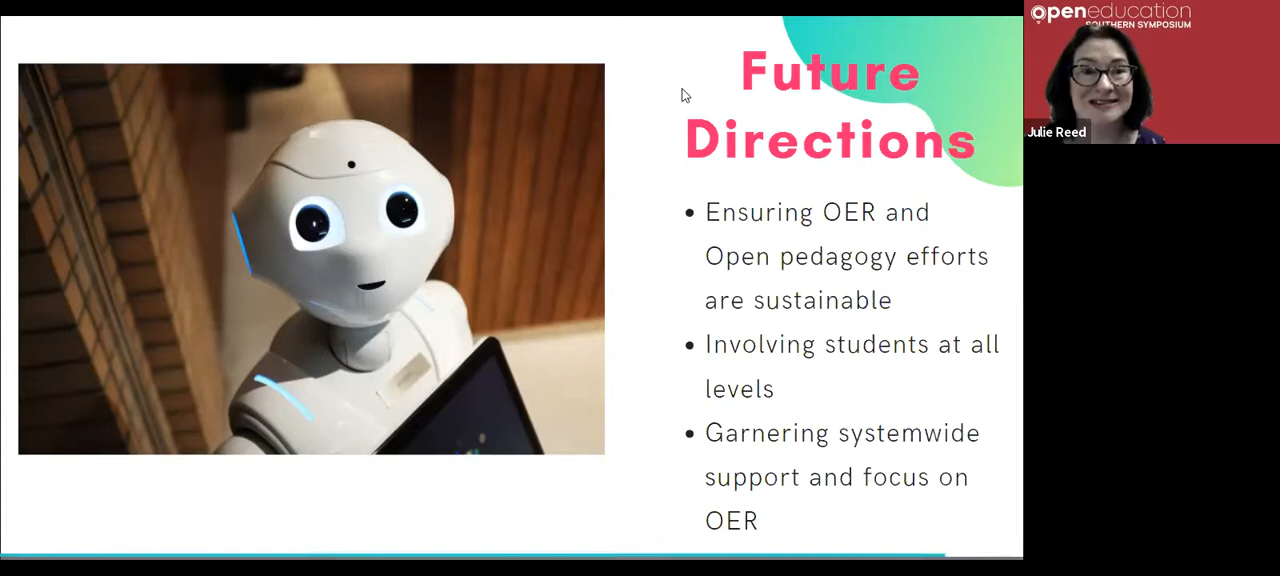 Future
Directions
• Ensuring OER and
Open pedagogy efforts
are sustainable
• Involving students at all
levels
• Garnering systemwide
support and focus on
OER
openeducation
SOUTHERN SYMPOSIUM
Julie Reed